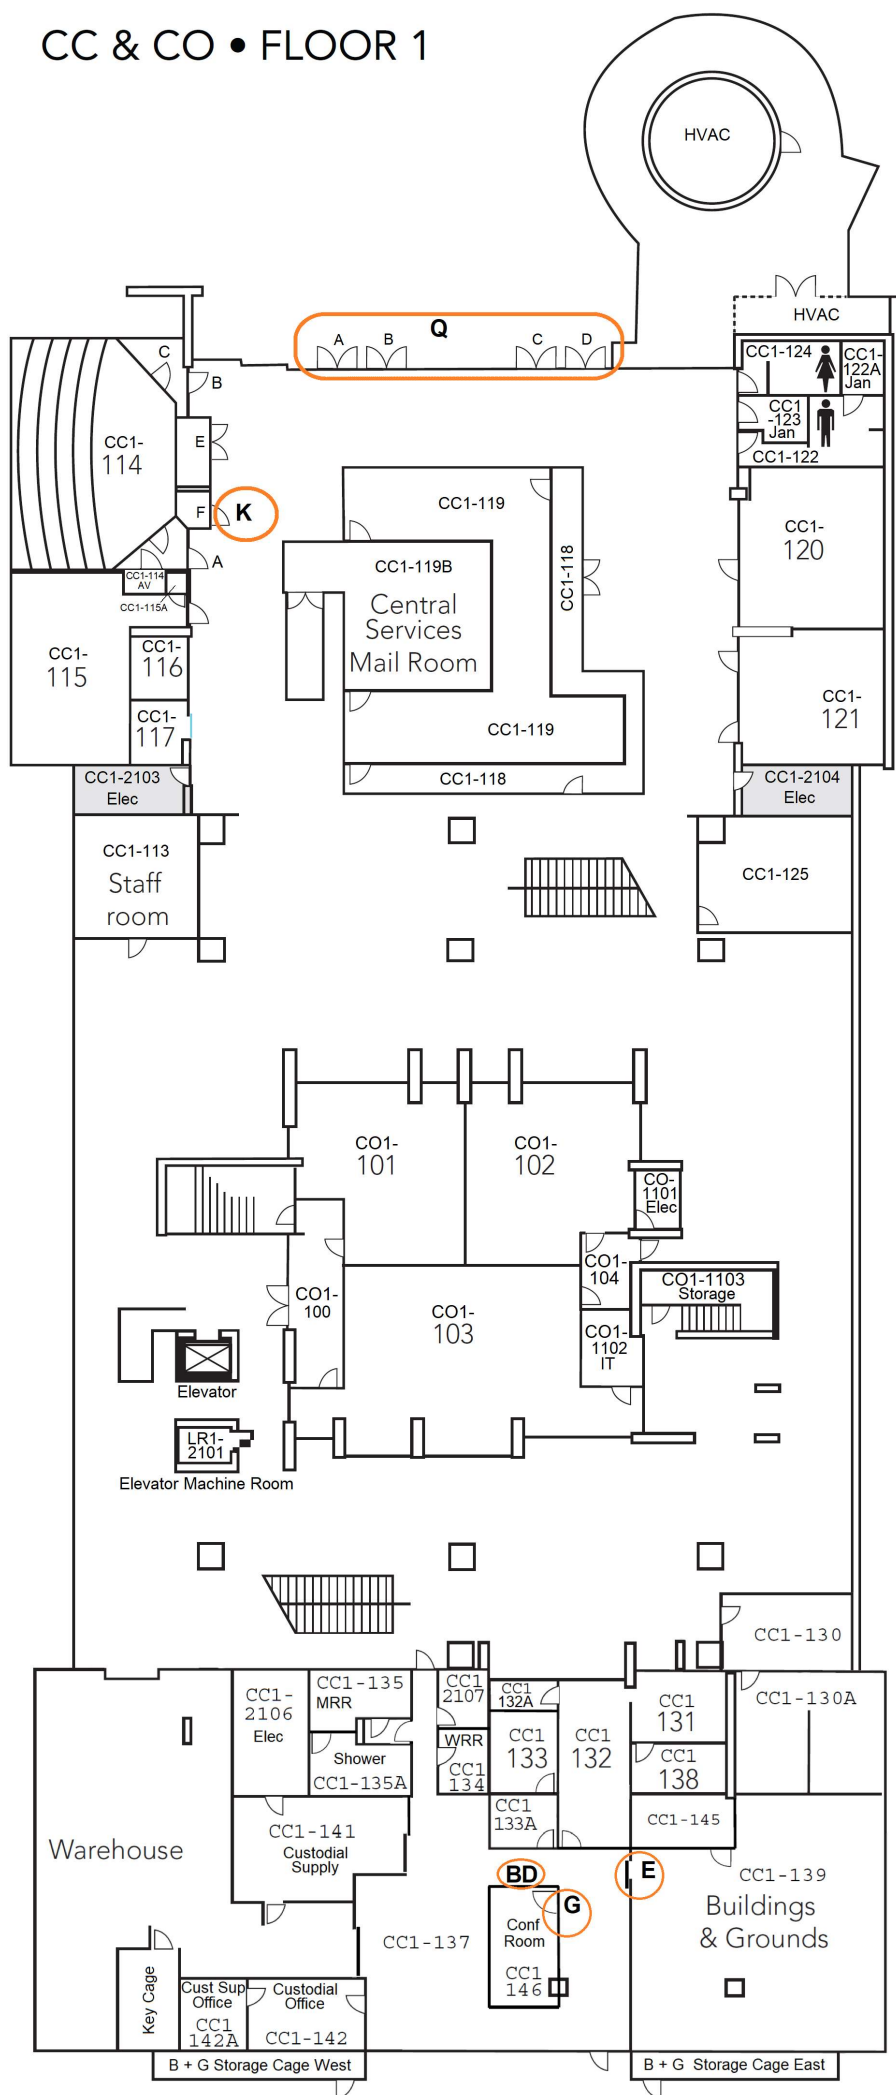 CC & CO • FLOOR 1
HVAC
HVAC
Q
A
B
C
D
C
B
CC1-124
CC1-
122A
Jan
CC1
-123
Jan
CC1-122
CC1-
114
E
F
K
A
CC1-114
AV
CC1-115A
CC1-119
CC1-119B
Central
Services
Mail Room
CC1-118
CC1-
120
CC1-
115
CC1-
116
CC1-
117
CC1-119
CC1-118
CC1-
121
CC1-2103
Elec
CC1-2104
Elec
CC1-113
Staff
room
CC1-125
CO1-
101
CO1-
102
CO-
1101
Elec
CO1-
100
CO1-
103
CO1-
104
CO1-1103
Storage
CO1-
1102
IT
Elevator
LR1-
2101
Elevator Machine Room
CC1-130
CC1-
2106
Elec
CC1-135
MRR
CC1
2107
CC1
132A
CC1
131
CC1-130A
Shower
CC1-135A
WRR
CC1
134
CC1
133
CC1
132
CC1
138
CC1
133A
CC1-145
Warehouse
CC1-141
Custodial
Supply
BD
E
G
CC1-139
Buildings
& Grounds
CC1-137
Conf
Room
CC1
146
Key Cage
Cust Sup
Office
CC1
142A
Custodial
Office
CC1-142
B + G Storage Cage West
B + G Storage Cage East